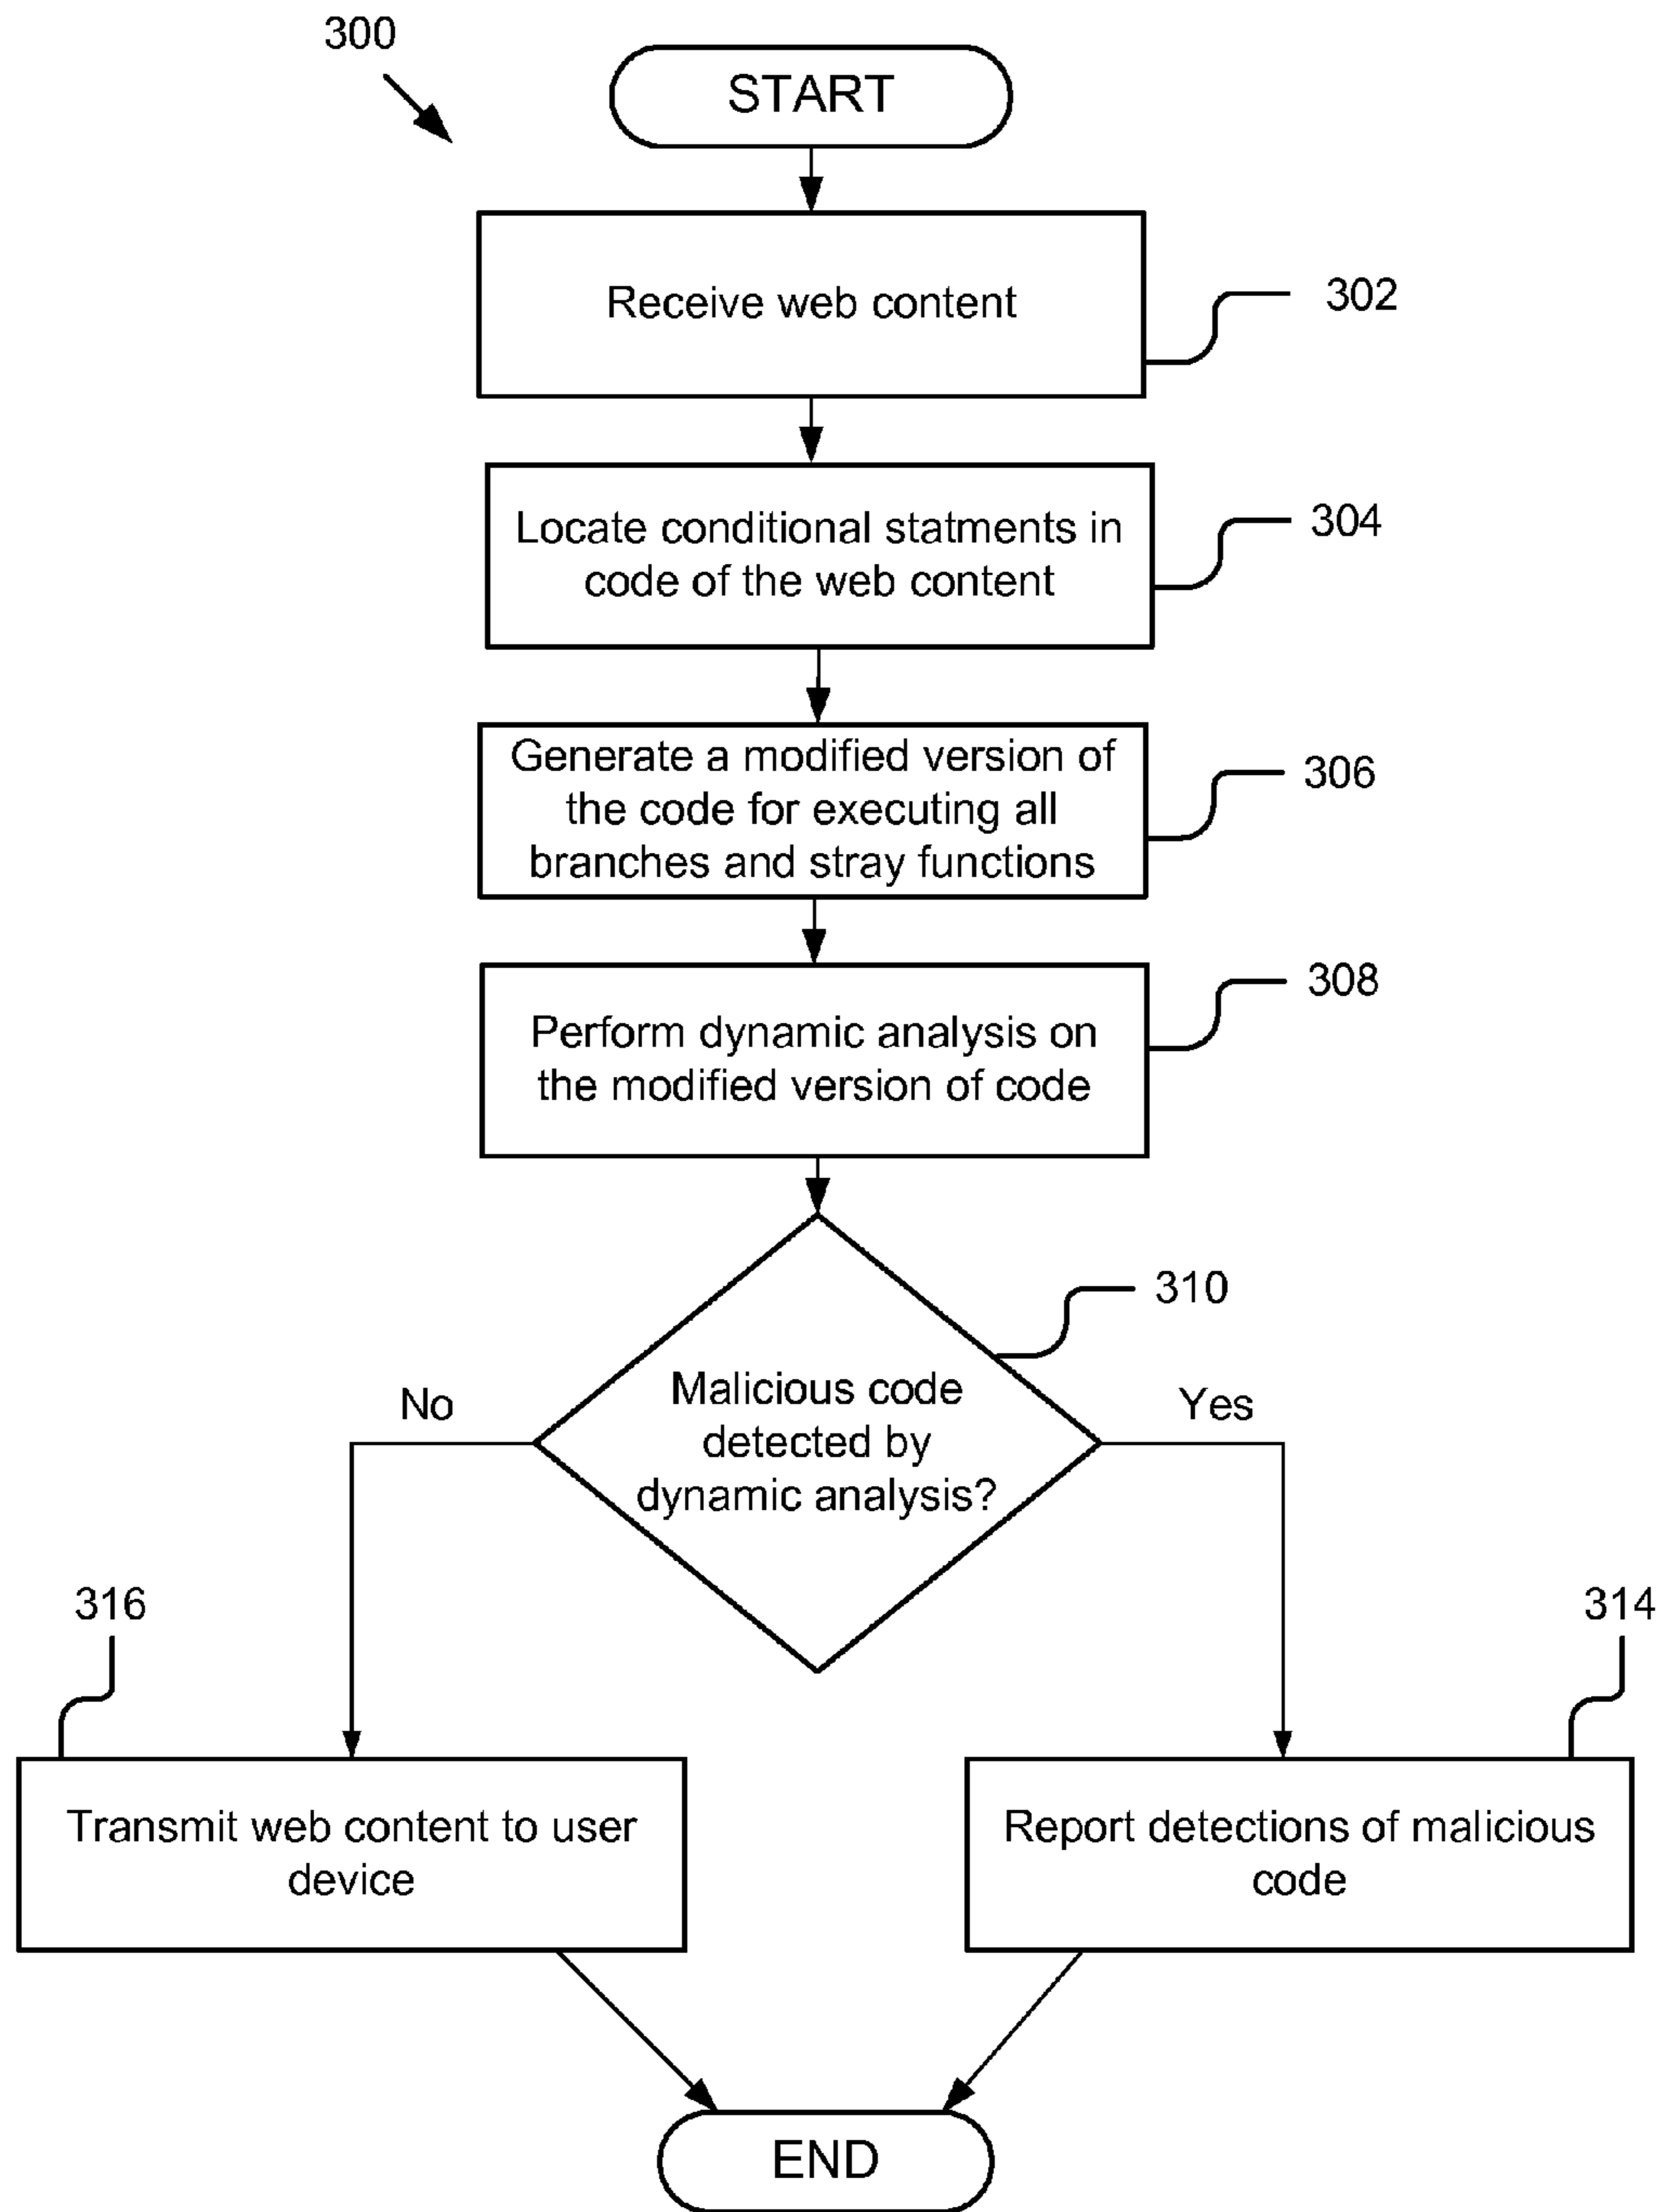 300
START
Receive web content
302
Locate conditional statments in
code of the web content
304
Generate a modified version of
the code for executing all
branches and stray functions
306
Perform dynamic analysis on
the modified version of code
308
310
Malicious code
detected by
dynamic analysis?
No
Yes
316
314
Transmit web content to user
device
Report detections of malicious
code
END